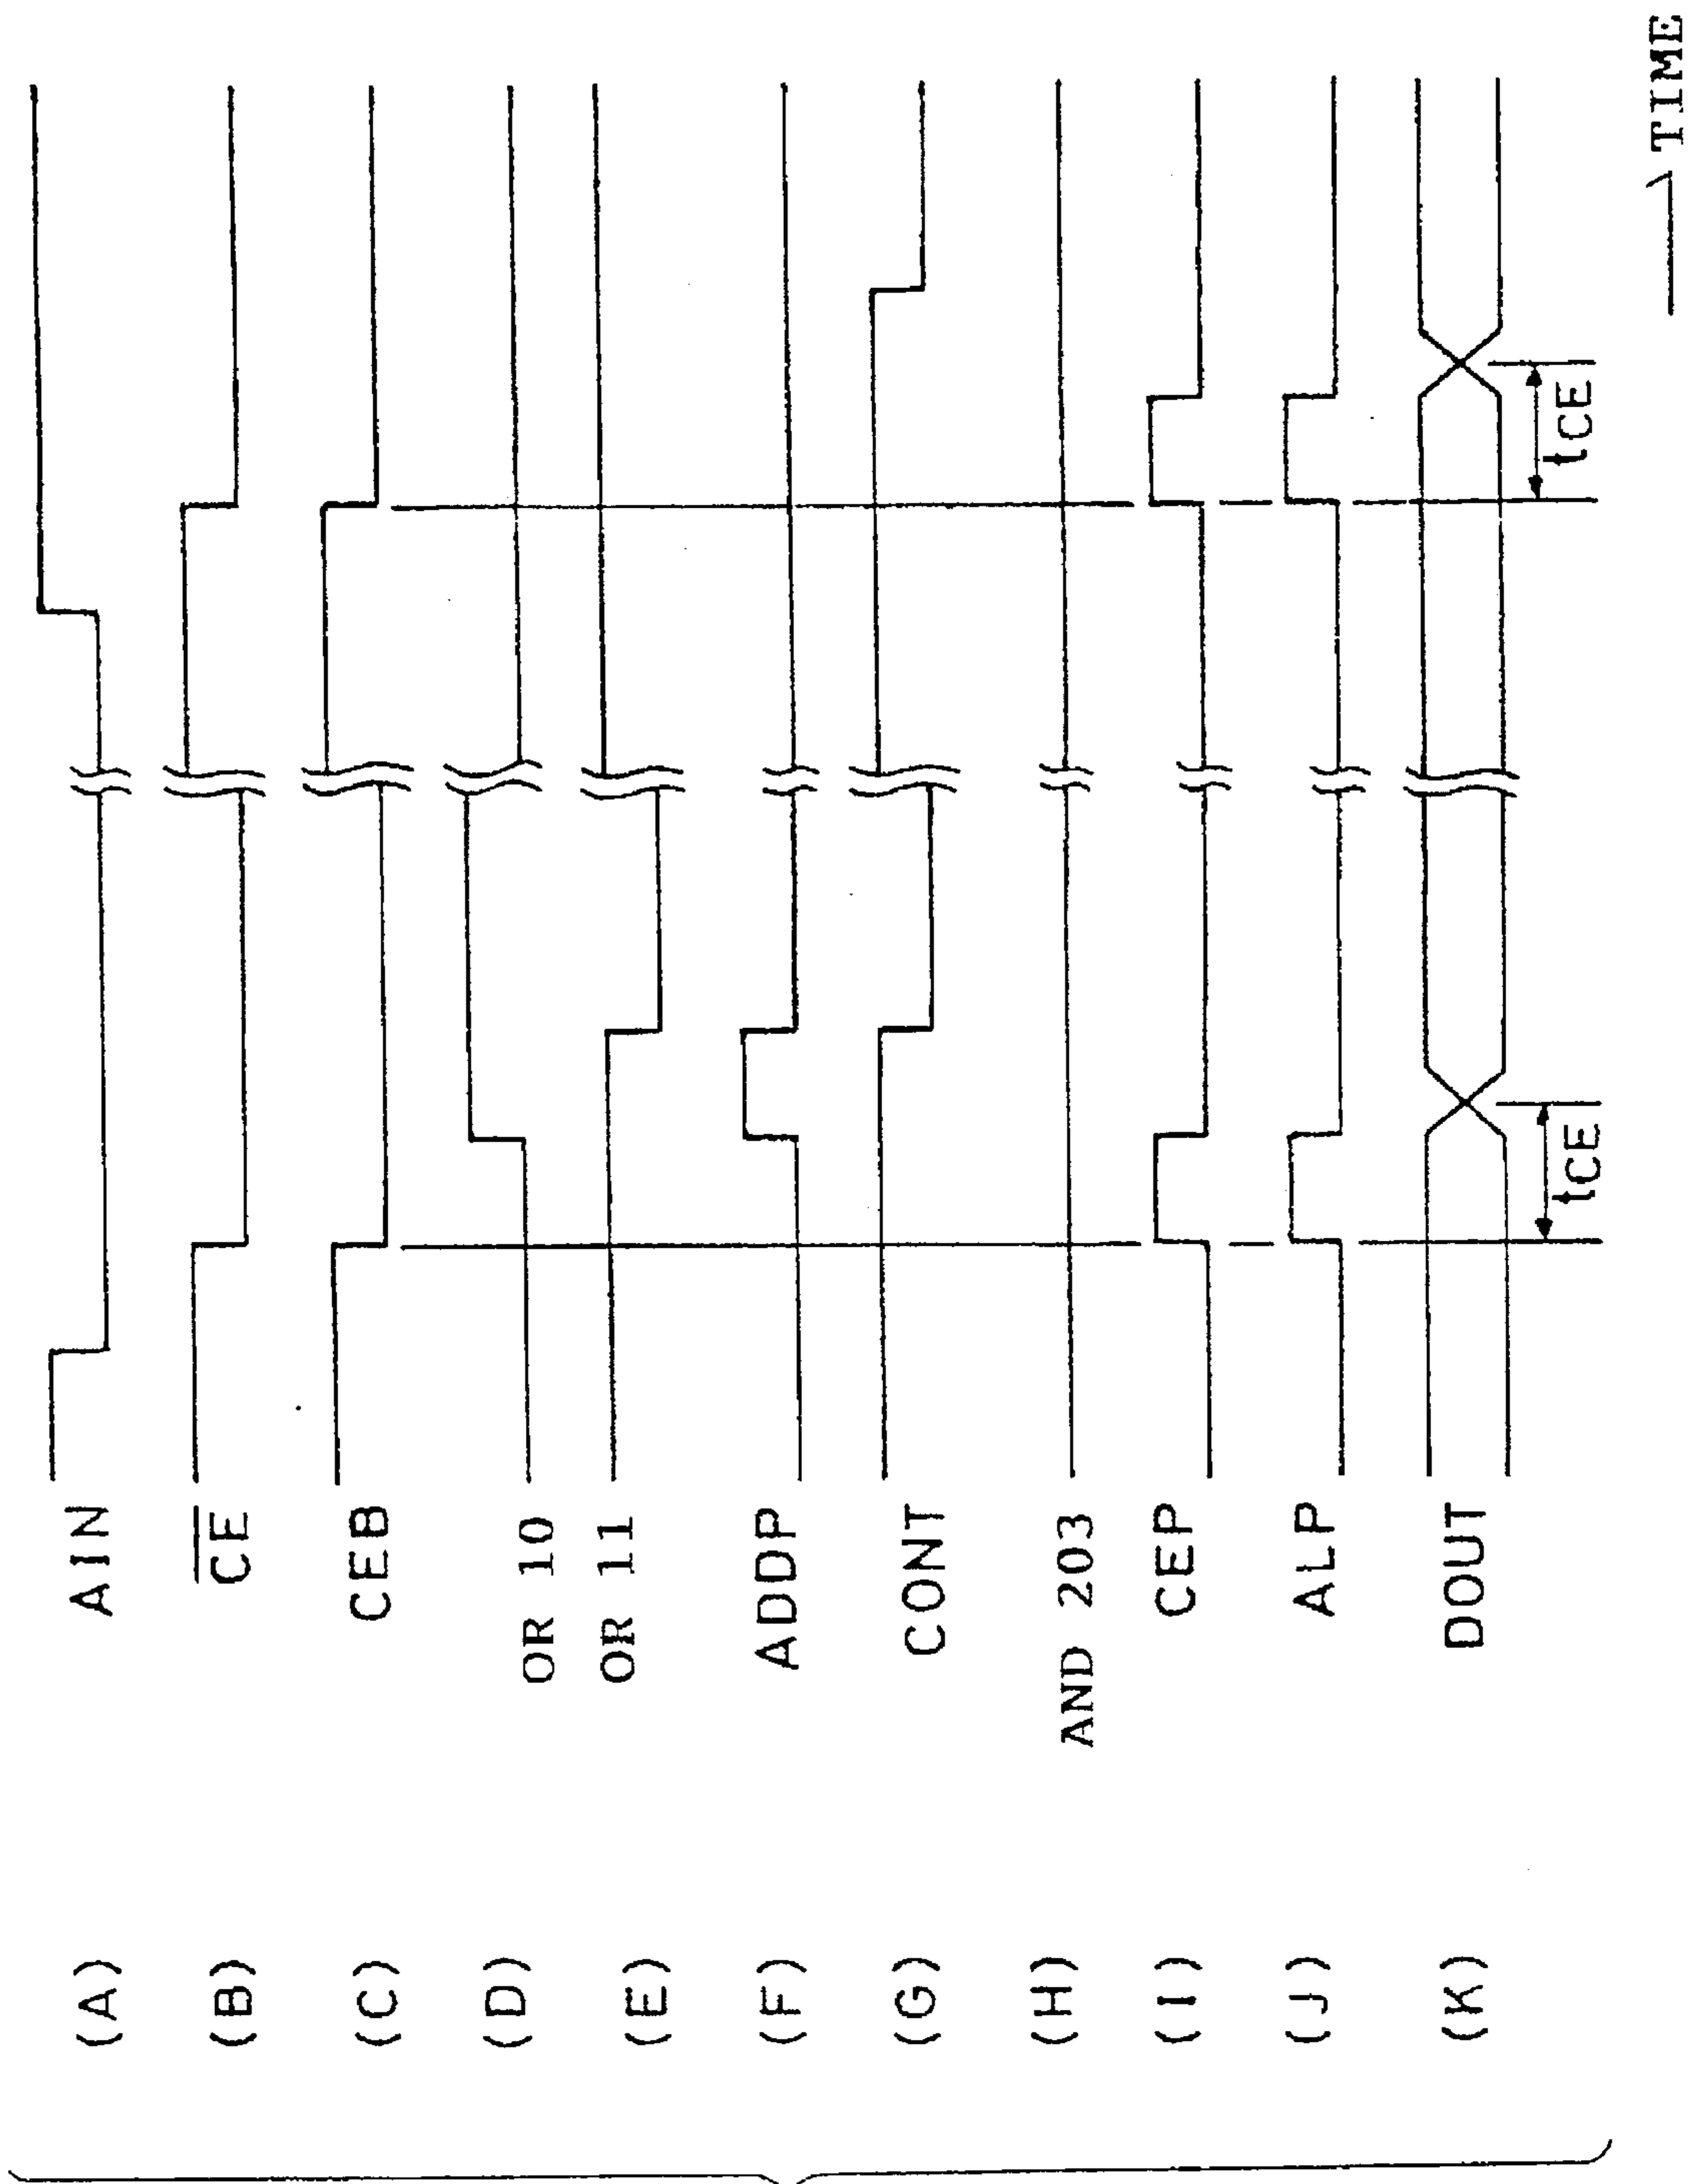 (A) AIN
(B) CE
(C) CEB
(D) OR 10
(E) OR 11
(F) ADDP
(G) CONT
(H) AND 203
(I) CEP
(J) ALP
(K) DOUT
tCE tCE
TIME